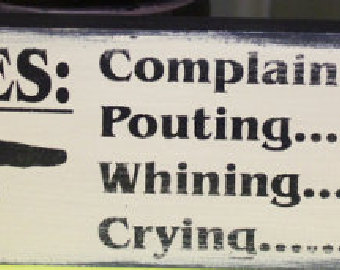 ES:
Complain
Pouting....
Whining....
Crying......